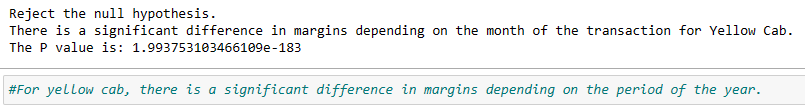 Reject the null hypothesis.
There is a significant difference in margins depending on the month of the transaction for Yellow Cab.
The P value is: 1.993753103466109e-183
#For yellow cab, there is a significant difference in margins depending on the period of the year.